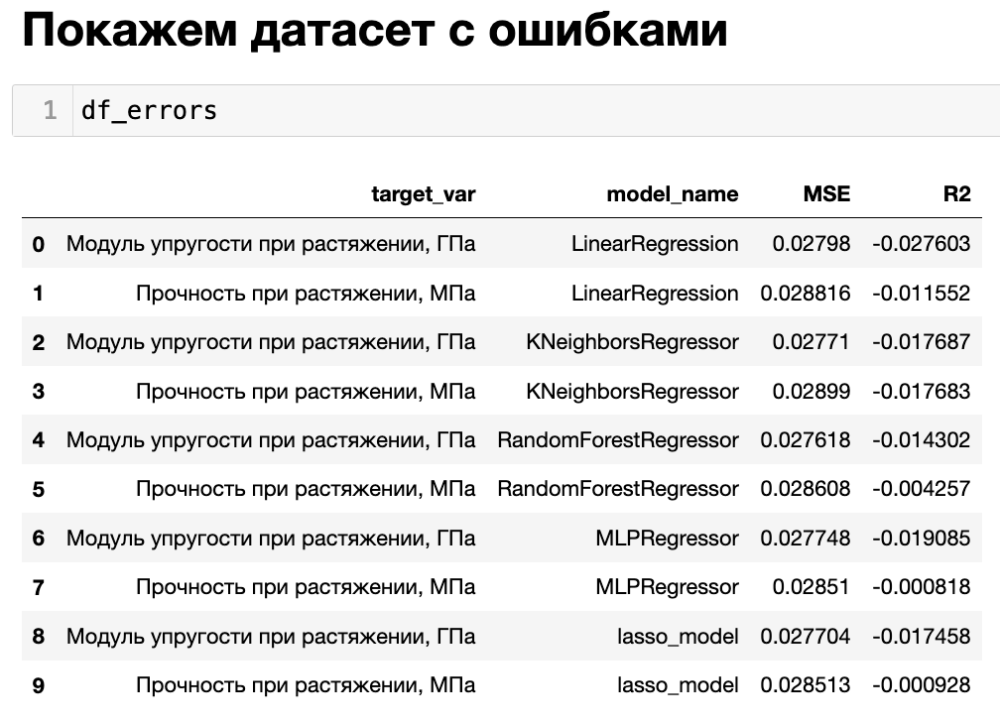 Покажем датасет с ошибками
1 df_errors
target_var model_name MSE R2
0 Модуль упругости при растяжении, ГПа LinearRegression 0.02798 -0.027603
1 Прочность при растяжении, МПа LinearRegression 0.028816 -0.011552
2 Модуль упругости при растяжении, ГПа KNeighborsRegressor 0.02771 -0.017687
3 Прочность при растяжении, МПа KNeighborsRegressor 0.02899 -0.017683
4 Модуль упругости при растяжении, ГПа RandomForestRegressor 0.027618 -0.014302
5 Прочность при растяжении, МПа RandomForestRegressor 0.028608 -0.004257
6 Модуль упругости при растяжении, ГПа MLPRegressor 0.027748 -0.019085
7 Прочность при растяжении, МПа MLPRegressor 0.02851 -0.000818
8 Модуль упругости при растяжении, ГПа lasso_model 0.027704 -0.017458
9 Прочность при растяжении, МПа lasso_model 0.028513 -0.000928